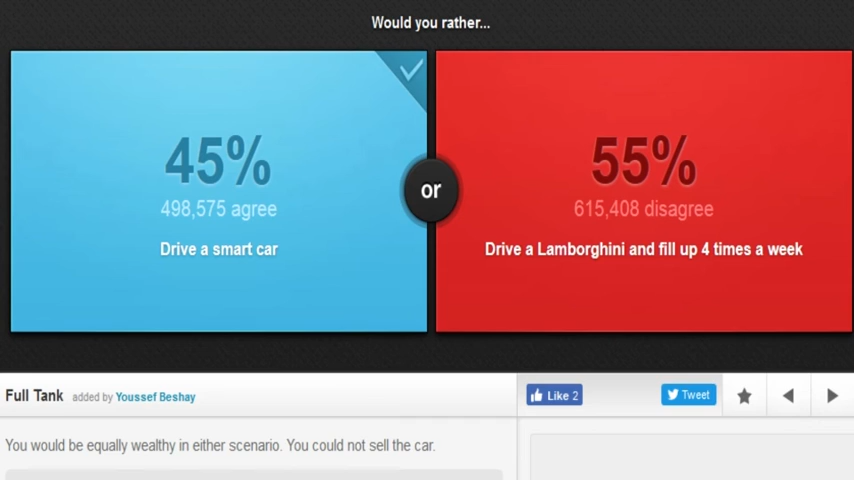 Would you rather...
45%
498,575 agree
Drive a smart car
or
55%
615,408 disagree
Drive a Lamborghini and fill up 4 times a week
Full Tank added by Youssef Beshay
Like 2
Tweet
You would be equally wealthy in either scenario. You could not sell the car.